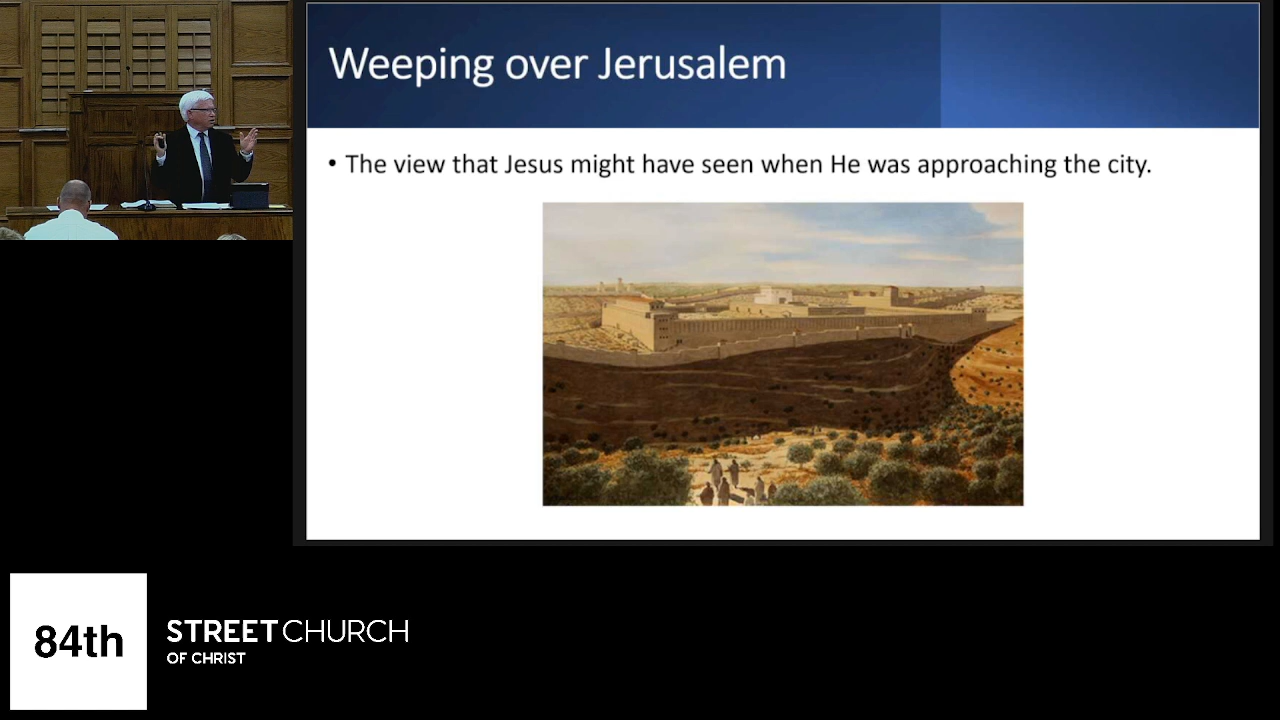 Weeping over Jerusalem
• The view that Jesus might have seen when He was approaching the city.
84th
STREET CHURCH
OF CHRIST